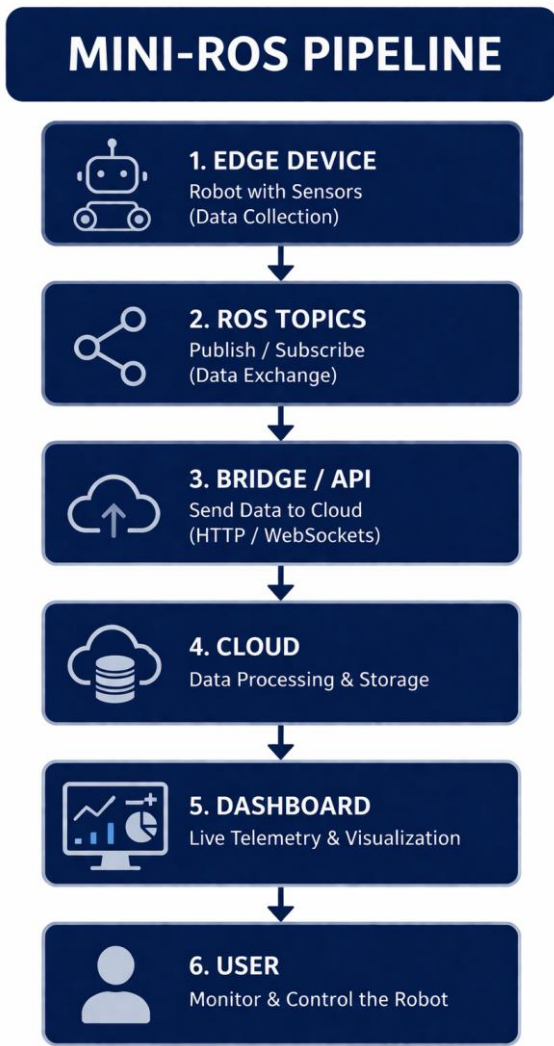 MINI-ROS PIPELINE
1. EDGE DEVICE
Robot with Sensors
(Data Collection)
2. ROS TOPICS
Publish / Subscribe
(Data Exchange)
3. BRIDGE / API
Send Data to Cloud
(HTTP / WebSockets)
4. CLOUD
Data Processing & Storage
5. DASHBOARD
Live Telemetry & Visualization
6. USER
Monitor & Control the Robot